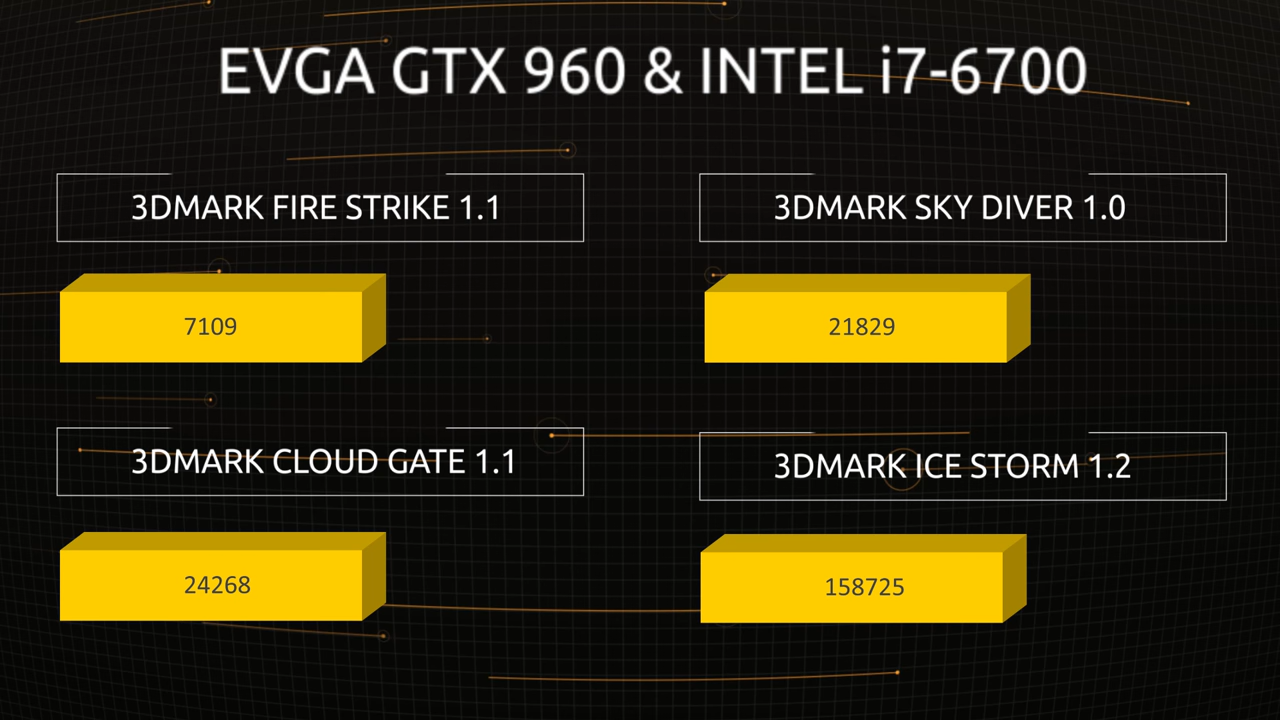 EVGA GTX 960 & INTEL i7-6700
3DMARK FIRE STRIKE 1.1
7109
3DMARK SKY DIVER 1.0
21829
3DMARK CLOUD GATE 1.1
24268
3DMARK ICE STORM 1.2
158725